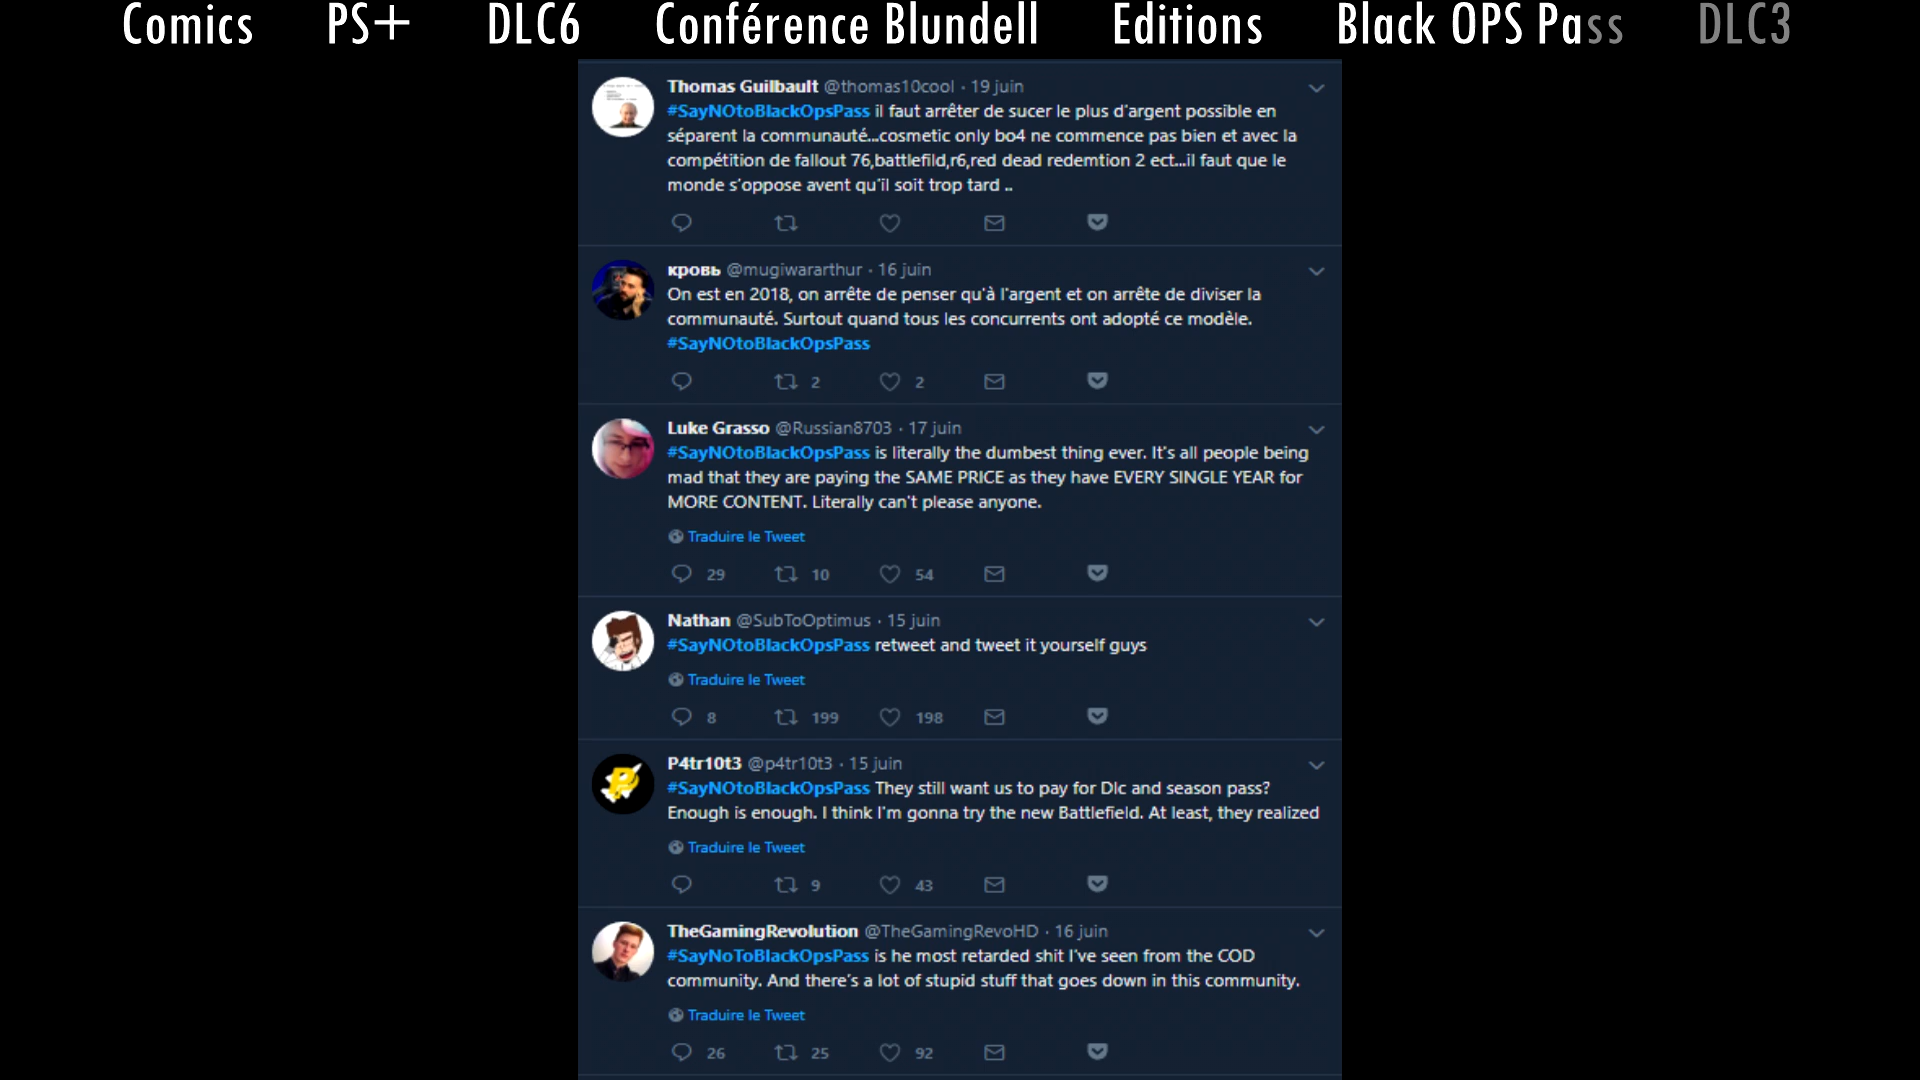 Comics PS+ DLC6 Conférence Blundell Editions Black OPS Pass DLC3
Thomas Guilbault @thomas10cool · 19 juin
#SayNOtoBlackOpsPass il faut arrêter de sucer le plus d'argent possible en
séparent la communauté...cosmetic only bo4 ne commence pas bien et avec la
compétition de fallout 76,battlefild,r6,red dead redemtion 2 ect...il faut que le
monde s'oppose avent qu'il soit trop tard ..
кровь @mugiwararthur · 16 juin
On est en 2018, on arrête de penser qu'à l'argent et on arrête de diviser la
communauté. Surtout quand tous les concurrents ont adopté ce modèle.
#SayNOtoBlackOpsPass
2 2
Luke Grasso @Russian8703 · 17 juin
#SayNOtoBlackOpsPass is literally the dumbest thing ever. It's all people being
mad that they are paying the SAME PRICE as they have EVERY SINGLE YEAR for
MORE CONTENT. Literally can't please anyone.
Traduire le Tweet
29 10 54
Nathan @SubToOptimus · 15 juin
#SayNOtoBlackOpsPass retweet and tweet it yourself guys
Traduire le Tweet
8 199 198
P4tr10t3 @p4tr10t3 · 15 juin
#SayNOtoBlackOpsPass They still want us to pay for Dlc and season pass?
Enough is enough. I think I'm gonna try the new Battlefield. At least, they realized
Traduire le Tweet
9 43
TheGamingRevolution @TheGamingRevoHD · 16 juin
#SayNoToBlackOpsPass is he most retarded shit I've seen from the COD
community. And there's a lot of stupid stuff that goes down in this community.
Traduire le Tweet
26 25 92